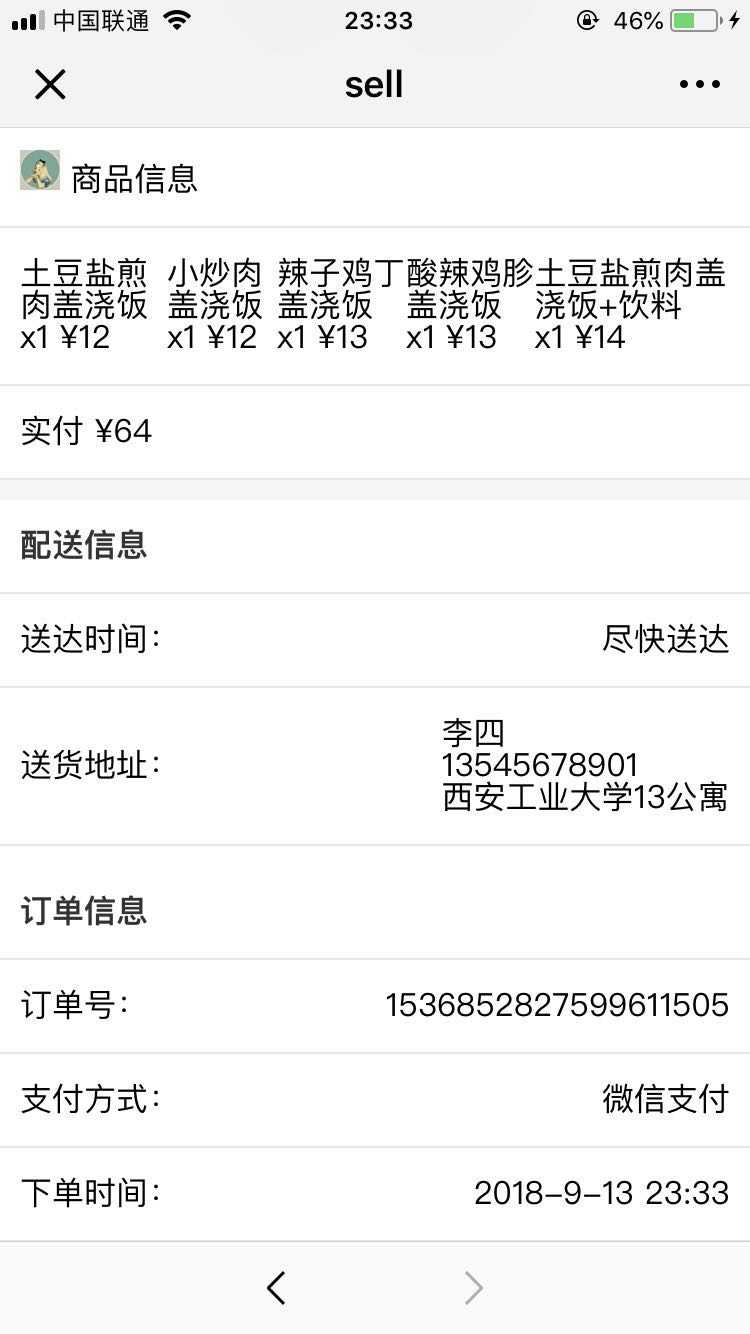 中国联通 23:33 46%
sell
商品信息
土豆盐煎
肉盖浇饭
x1 ¥12
小炒肉
盖浇饭
x1 ¥12
辣子鸡丁
盖浇饭
x1 ¥13
酸辣鸡胗
盖浇饭
x1 ¥13
土豆盐煎肉盖
浇饭+饮料
x1 ¥14
实付 ¥64
配送信息
送达时间: 尽快送达
送货地址:
李四
13545678901
西安工业大学13公寓
订单信息
订单号: 1536852827599611505
支付方式: 微信支付
下单时间: 2018-9-13 23:33